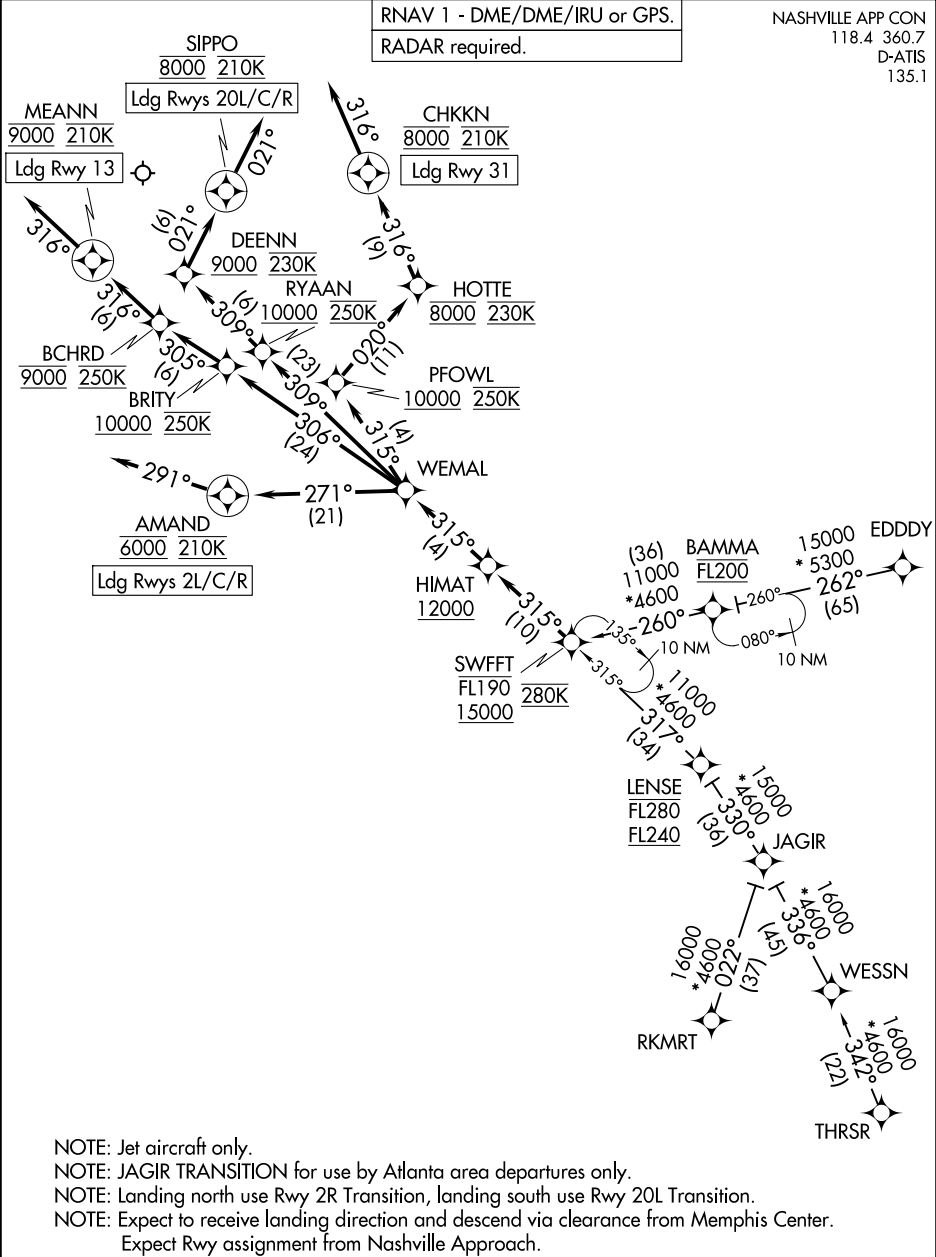 RNAV 1 - DME/DME/IRU or GPS.
RADAR required.
NASHVILLE APP CON
118.4 360.7
D-ATIS
135.1
SIPPO
8000 210K
Ldg Rwys 20L/C/R
MEANN
9000 210K
Ldg Rwy 13
CHKKN
8000 210K
Ldg Rwy 31
316°
021°
(6)
021°
316°
(9)
316°
DEENN
9000 230K
RYAAN
10000 250K
HOTTE
8000 230K
316°
(6)
(6)
309°
BCHRD
9000 250K
305°
(6)
020°
(11)
(23)
309°
BRITY
10000 250K
PFOWL
10000 250K
306°
(24)
(4)
315°
WEMAL
291°
271°
(21)
AMAND
6000 210K
Ldg Rwys 2L/C/R
315°
(4)
HIMAT
12000
315°
(10)
(36)
11000
*4600
260°
BAMMA
FL200
15000
*5300
262°
(65)
EDDDY
260°
080°
10 NM
135°
10 NM
315°
SWFFT
FL190
15000
280K
11000
*4600
317°
(34)
LENSE
FL280
FL240
15000
*4600
330°
(36)
JAGIR
16000
*4600
336°
(45)
16000
*4600
022°
(37)
WESSN
RKMRT
16000
*4600
342°
(22)
THRSR
NOTE: Jet aircraft only.
NOTE: JAGIR TRANSITION for use by Atlanta area departures only.
NOTE: Landing north use Rwy 2R Transition, landing south use Rwy 20L Transition.
NOTE: Expect to receive landing direction and descend via clearance from Memphis Center.
Expect Rwy assignment from Nashville Approach.